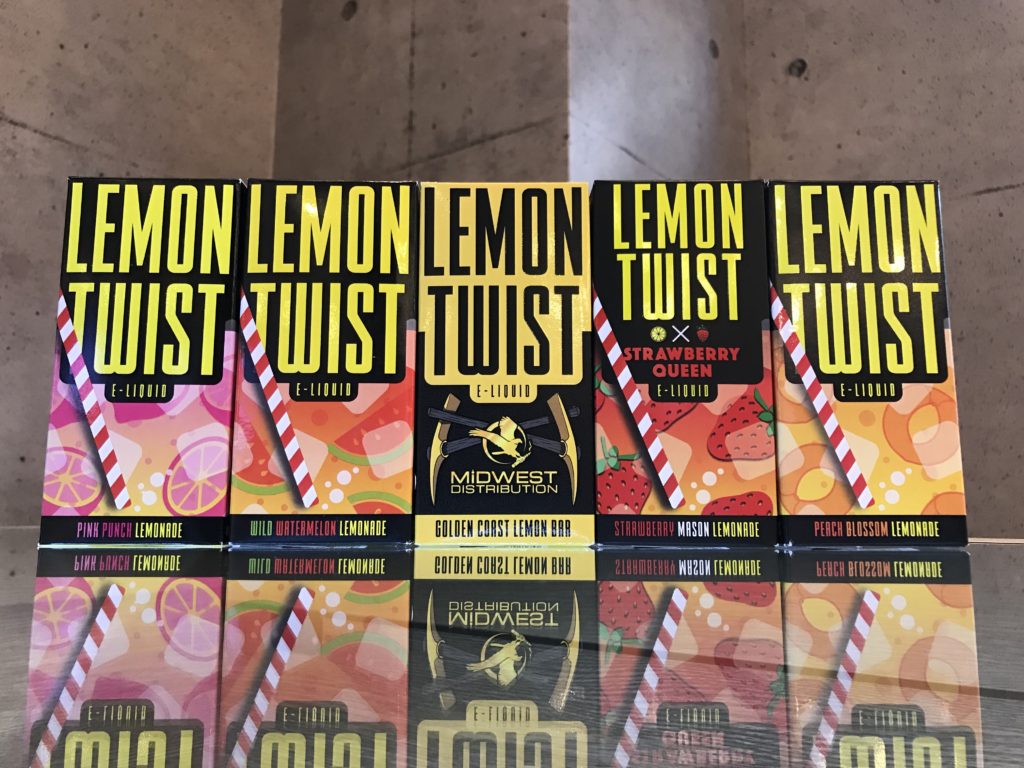 LEMON
TWIST
E-LIQUID
PINK PUNCH LEMONADE
LEMON
TWIST
E-LIQUID
WILD WATERMELON LEMONADE
LEMON
TWIST
E-LIQUID
MiDWEST
DISTRIBUTION
GOLDEN COAST LEMON BAR
LEMON
TWIST
STRAWBERRY
QUEEN
E-LIQUID
STRAWBERRY MASON LEMONADE
LEMON
TWIST
E-LIQUID
PEACH BLOSSOM LEMONADE